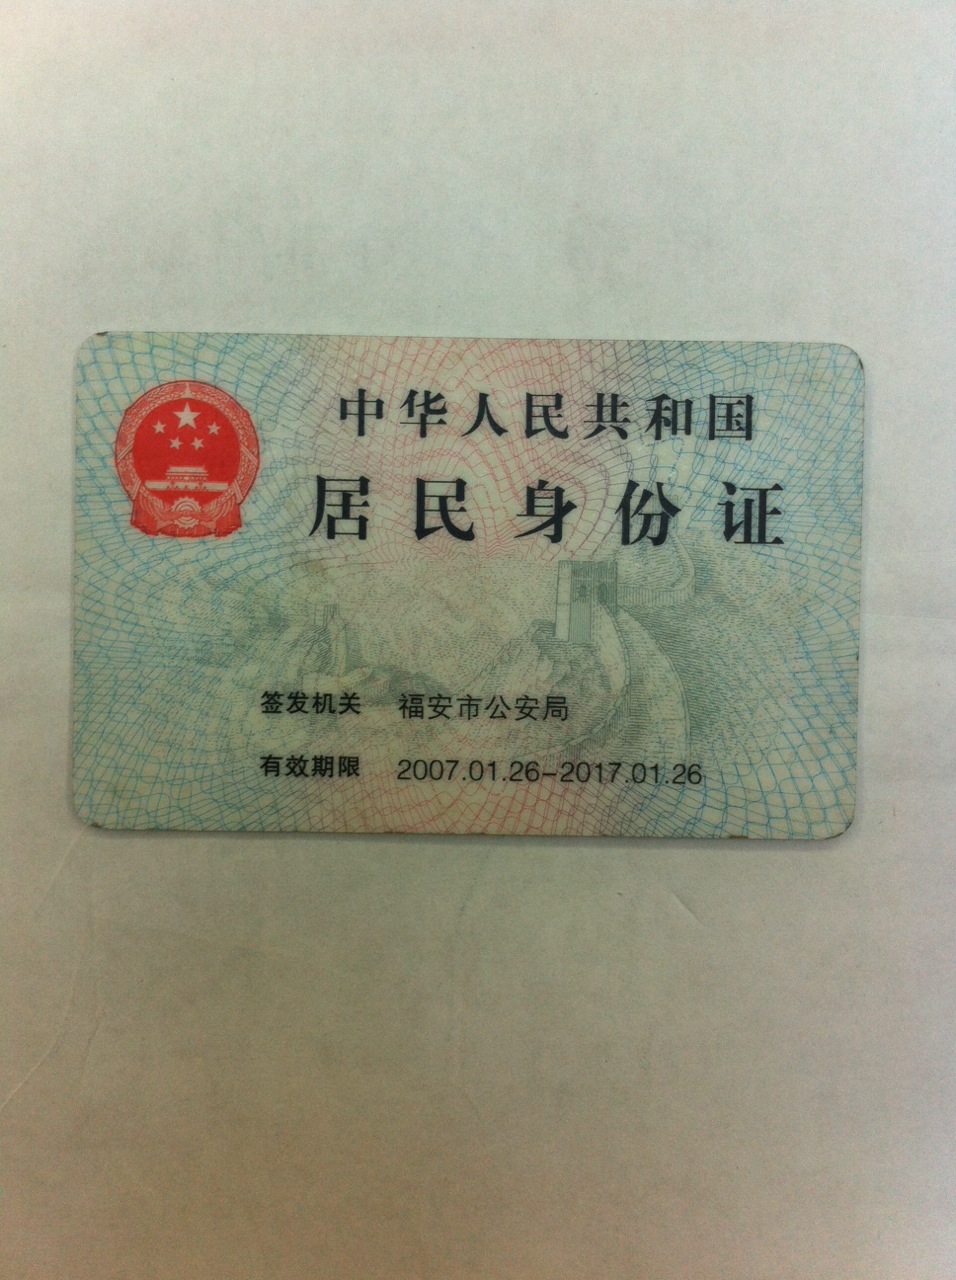 中华人民共和国
居民身份证
签发机关 福安市公安局
有效期限 2007.01.26-2017.01.26